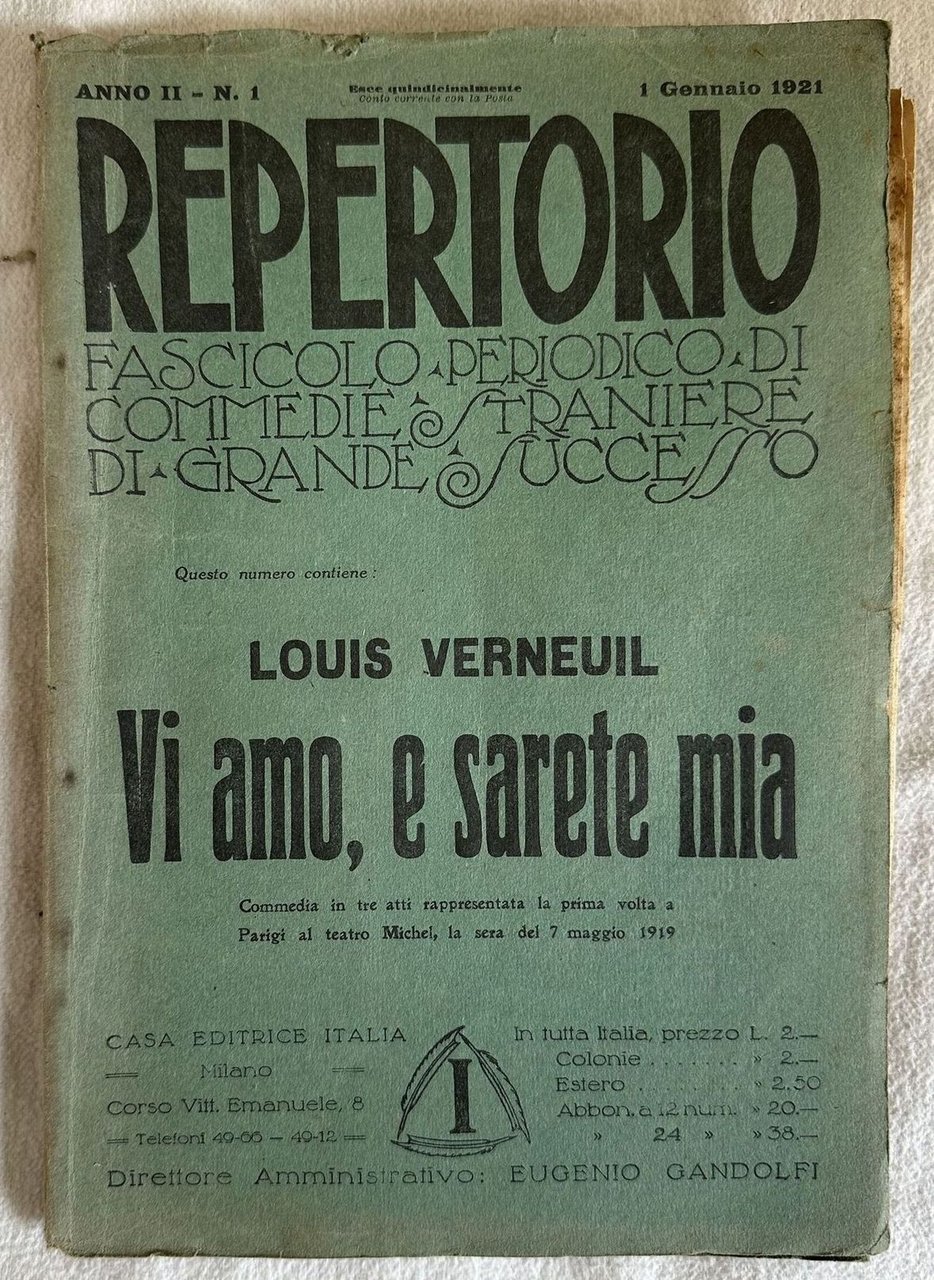 ANNO II - N. 1
Esce quindicinalmente
Conto corrente con la Posta
1 Gennaio 1921
REPERTORIO
FASCICOLO PERIODICO DI
COMMEDIE STRANIERE
DI GRANDE SUCCESSO
Questo numero contiene :
LOUIS VERNEUIL
Vi amo, e sarete mia
Commedia in tre atti rappresentata la prima volta a
Parigi al teatro Michel, la sera del 7 maggio 1919
CASA EDITRICE ITALIA
Milano
Corso Vitt. Emanuele, 8
Telefoni 49-66 - 49-12
I
In tutta Italia, prezzo L. 2.—
Colonie . . . . . . . » 2.—
Estero . . . . . . . . » 2.50
Abbon. a 12 num. » 20.—
» 24 » » 38.—
Direttore Amministrativo: EUGENIO GANDOLFI